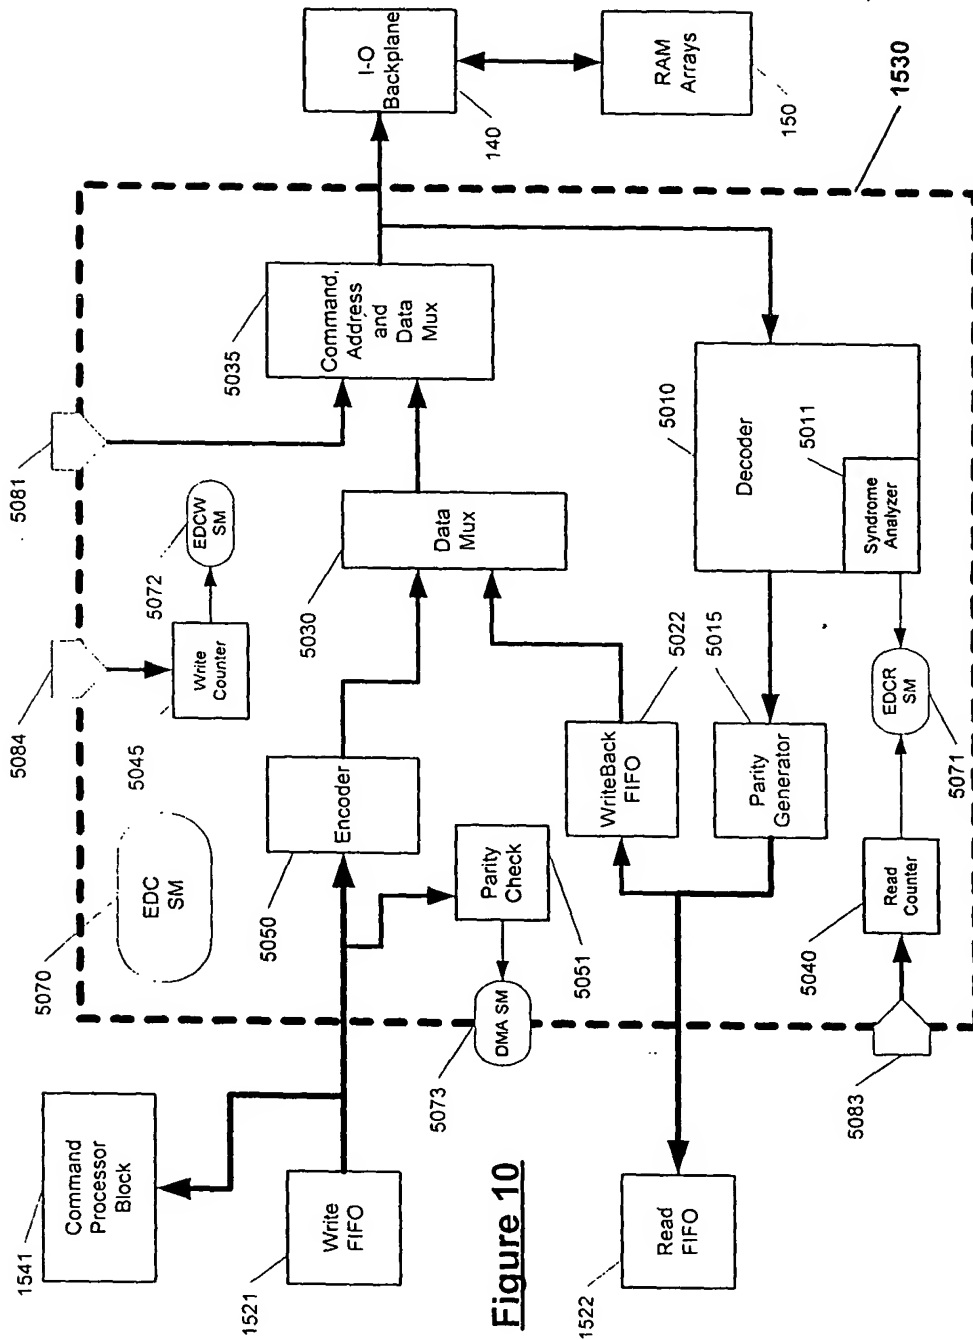 1541
Command
Processor
Block
1521
Write
FIFO
Figure 10
1522
Read
FIFO
5070
EDC
SM
5084
5045
Write
Counter
5072
EDCW
SM
5081
5050
Encoder
5051
Parity
Check
5073
DMA SM
5030
Data
Mux
5035
Command,
Address
and
Data
Mux
I-O
Backplane
140
RAM
Arrays
150
1530
5022
WriteBack
FIFO
5015
Parity
Generator
5010
Decoder
5011
Syndrome
Analyzer
EDCR
SM
5071
5040
Read
Counter
5083